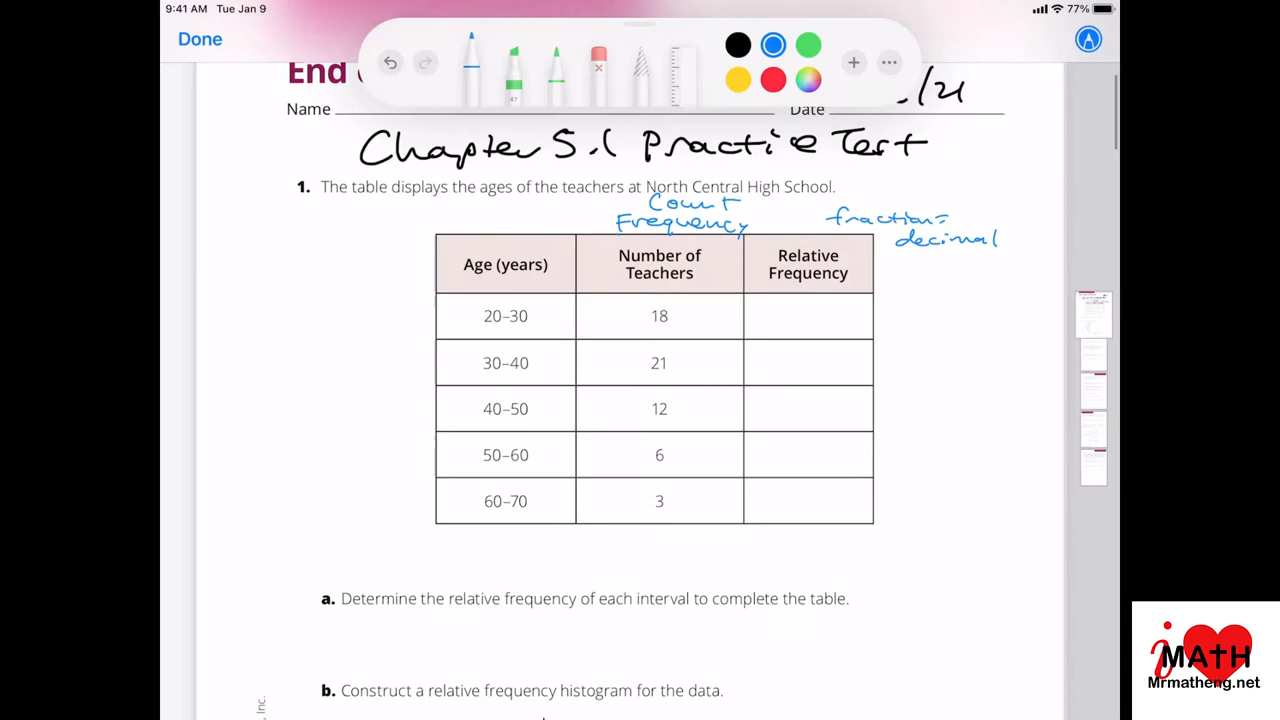 9:41 AM Tue Jan 9
77%
Done
47
End
Name
Date
/21
Chapter 5.1 Practice Test
1. The table displays the ages of the teachers at North Central High School.
Count
Frequency
fraction=
decimal
Age (years) Number of Teachers Relative Frequency
20–30 18
30–40 21
40–50 12
50–60 6
60–70 3
a. Determine the relative frequency of each interval to complete the table.
b. Construct a relative frequency histogram for the data.
, Inc.
i
MATH
Mrmatheng.net